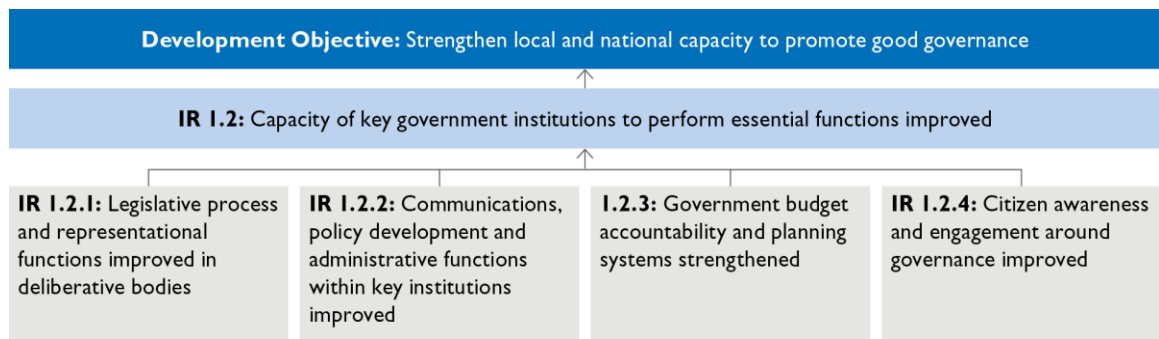 Development Objective: Strengthen local and national capacity to promote good governance
IR 1.2: Capacity of key government institutions to perform essential functions improved
IR 1.2.1: Legislative process
and representational
functions improved in
deliberative bodies
IR 1.2.2: Communications,
policy development and
administrative functions
within key institutions
improved
1.2.3: Government budget
accountability and planning
systems strengthened
IR 1.2.4: Citizen awareness
and engagement around
governance improved